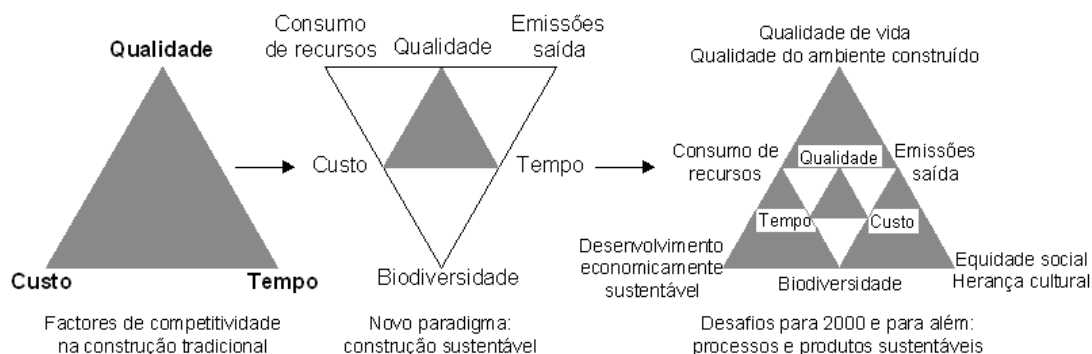 Qualidade
Custo
Tempo
Factores de competitividade
na construção tradicional
Consumo
de recursos
Qualidade
Emissões
saída
Custo
Tempo
Biodiversidade
Novo paradigma:
construção sustentável
Qualidade de vida
Qualidade do ambiente construído
Consumo de
recursos
Qualidade
Emissões
saída
Tempo
Custo
Desenvolvimento
economicamente
sustentável
Biodiversidade
Equidade social
Herança cultural
Desafios para 2000 e para além:
processos e produtos sustentáveis